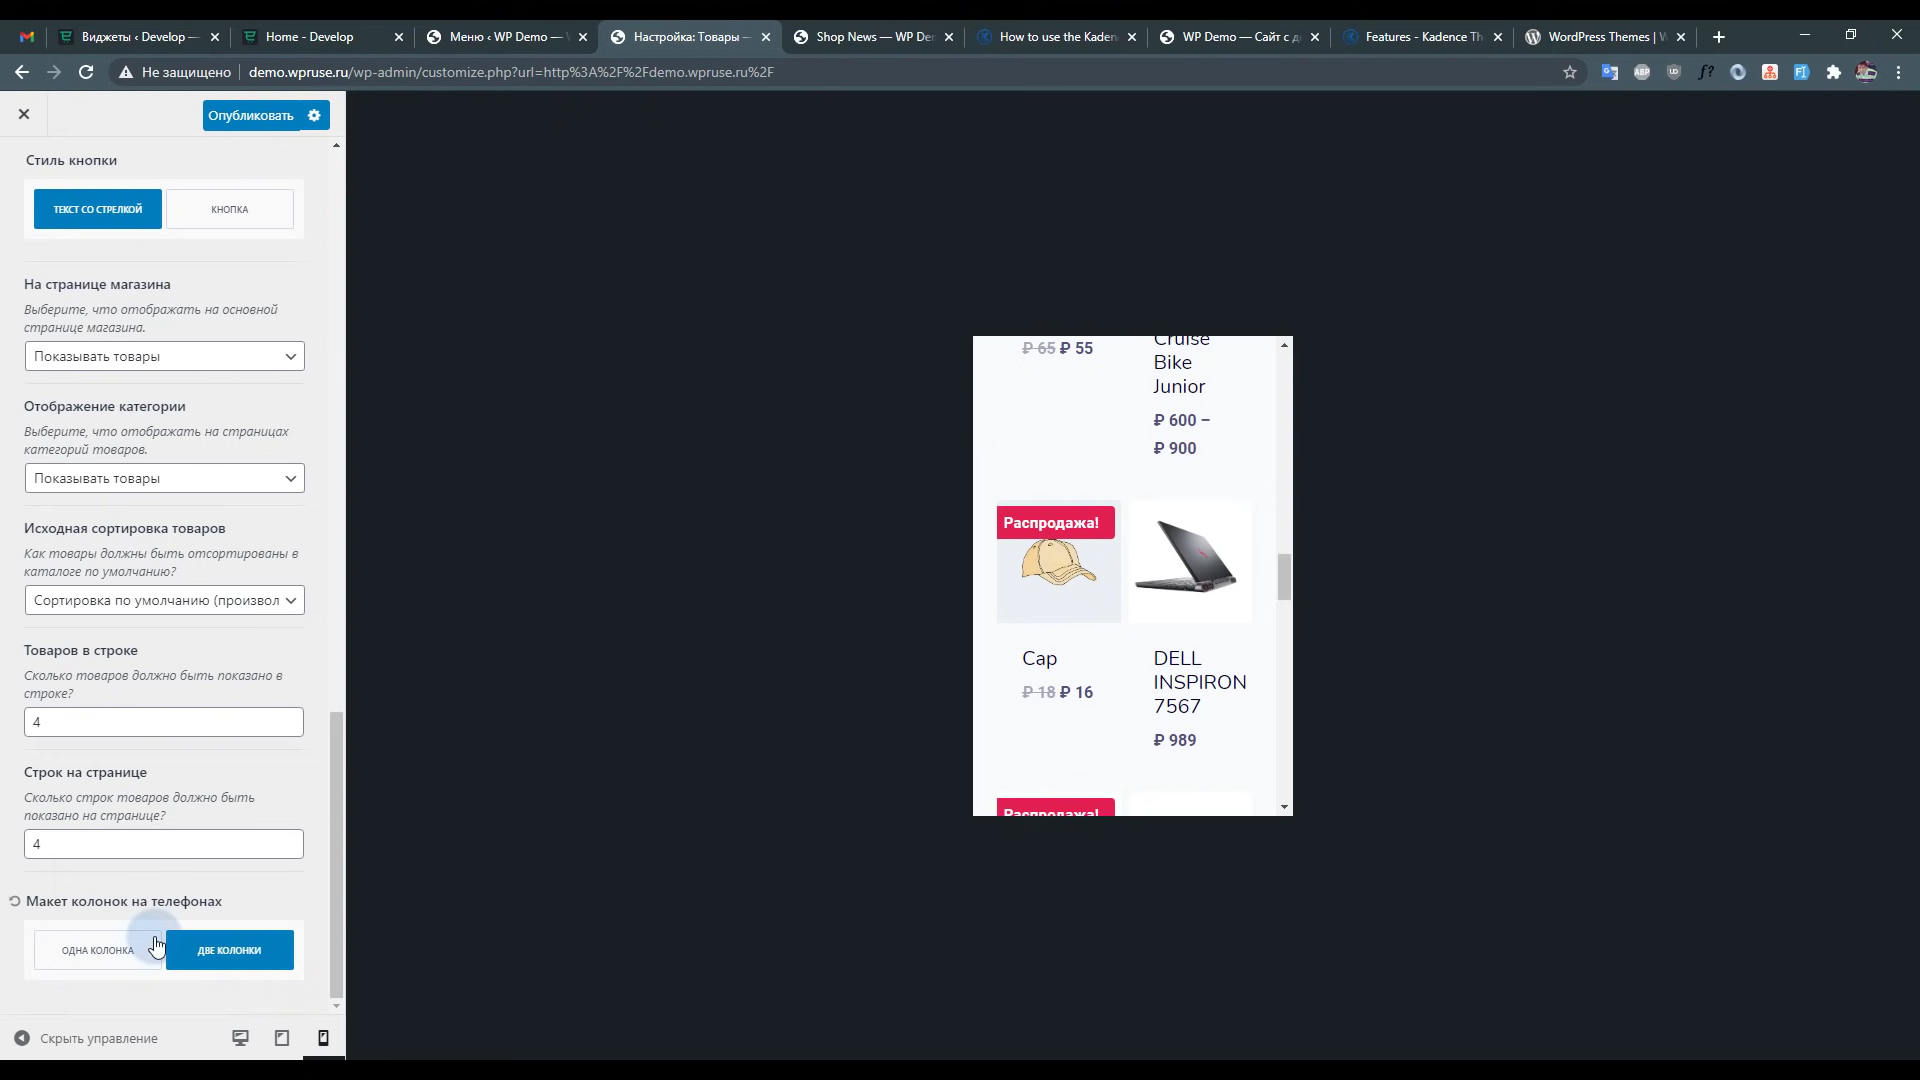 Виджеты ‹ Develop —
Home - Develop
Меню ‹ WP Demo —
Настройка: Товары —
Shop News — WP De
How to use the Kaden
WP Demo — Сайт с д
Features - Kadence Th
WordPress Themes | W
Не защищено
demo.wpruse.ru/wp-admin/customize.php?url=http%3A%2F%2Fdemo.wpruse.ru%2F
Опубликовать
Стиль кнопки
ТЕКСТ СО СТРЕЛКОЙ
КНОПКА
На странице магазина
Выберите, что отображать на основной
странице магазина.
Показывать товары
Отображение категории
Выберите, что отображать на страницах
категорий товаров.
Показывать товары
Исходная сортировка товаров
Как товары должны быть отсортированы в
каталоге по умолчанию?
Сортировка по умолчанию (произвол
Товаров в строке
Сколько товаров должно быть показано в
строке?
4
Строк на странице
Сколько строк товаров должно быть
показано на странице?
4
Макет колонок на телефонах
ОДНА КОЛОНКА
ДВЕ КОЛОНКИ
Скрыть управление
₽ 65 ₽ 55
Cruise
Bike
Junior
₽ 600 –
₽ 900
Распродажа!
Cap
₽ 18 ₽ 16
DELL
INSPIRON
7567
₽ 989
Распродажа!